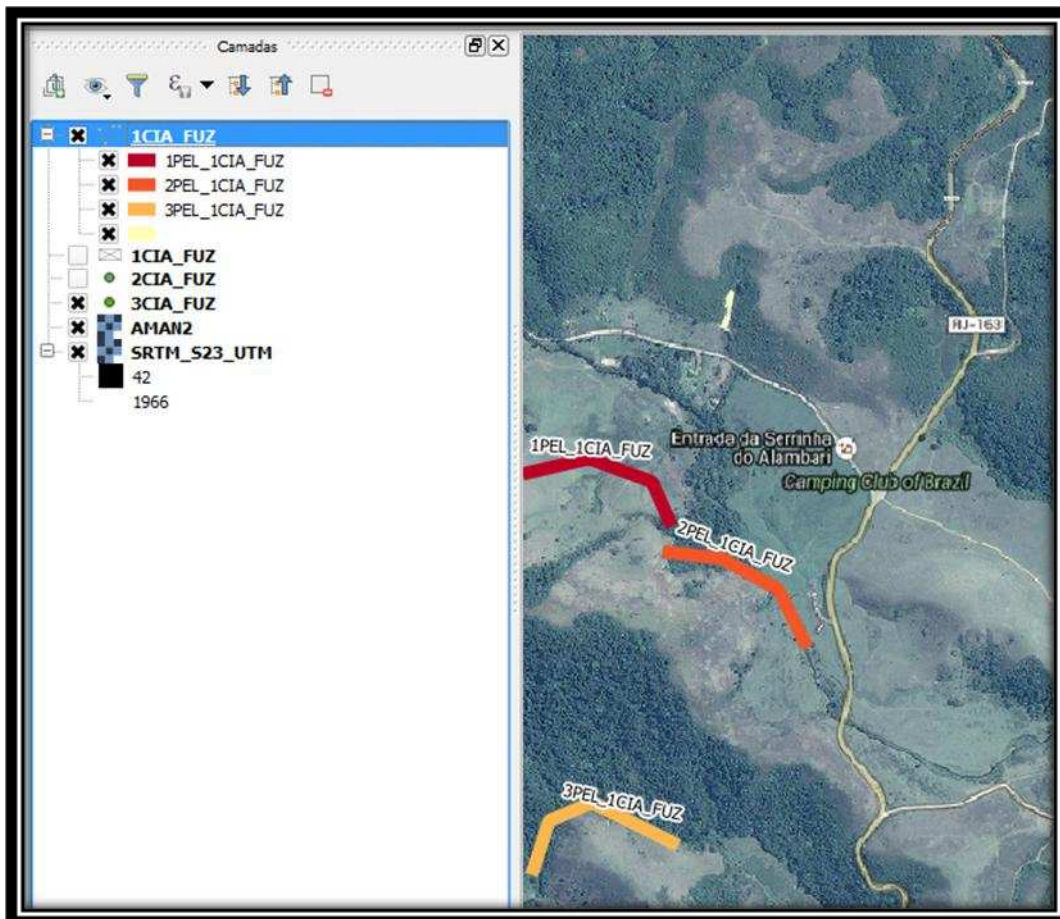 Camadas
1CIA_FUZ
1PEL_1CIA_FUZ
2PEL_1CIA_FUZ
3PEL_1CIA_FUZ
1CIA_FUZ
2CIA_FUZ
3CIA_FUZ
AMAN2
SRTM_S23_UTM
42
1966
RJ-163
Entrada da Serrinha
do Alambari
Camping Club of Brazil
1PEL_1CIA_FUZ
2PEL_1CIA_FUZ
3PEL_1CIA_FUZ